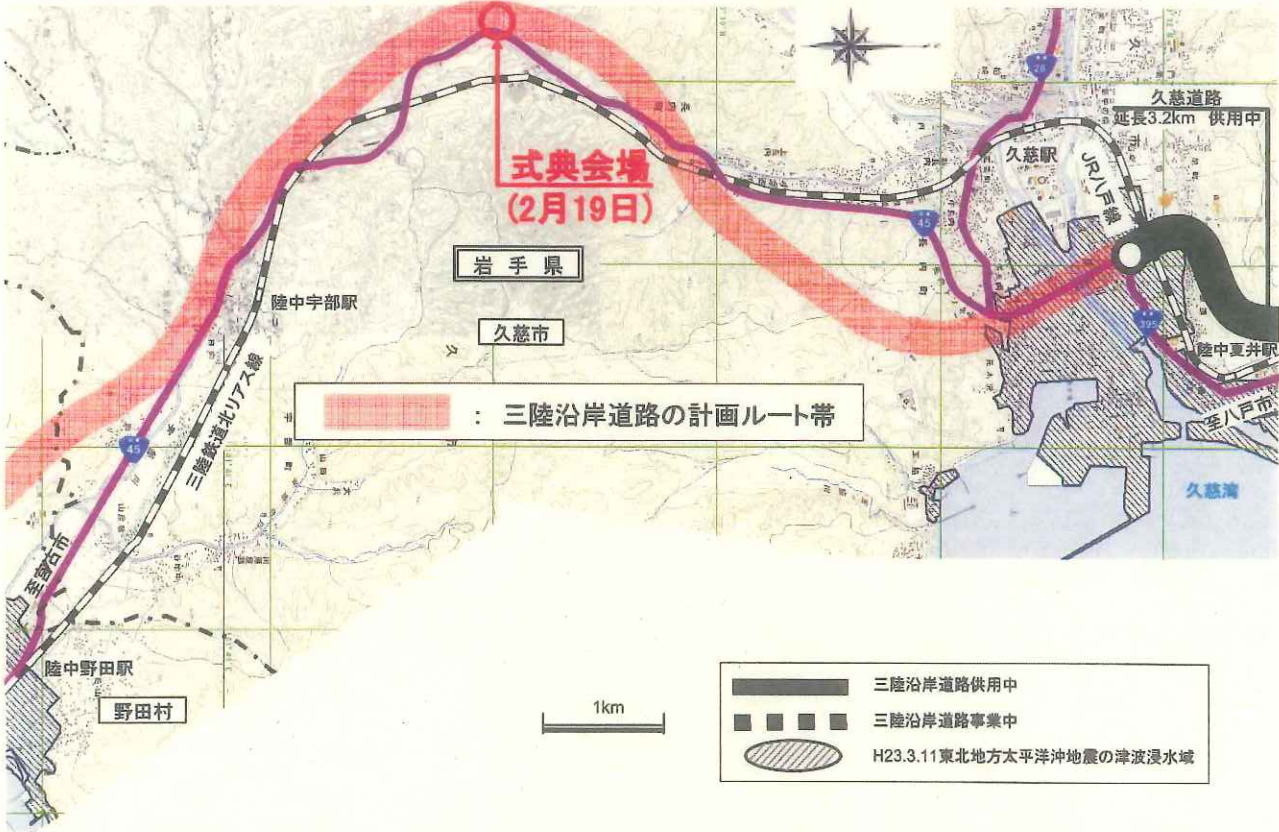 久慈道路
延長3.2km 供用中
28
久慈駅
JR八戸線
式典会場
(2月19日)
45
岩手県
陸中宇部駅
久慈市
395
陸中夏井駅
至八戸市
: 三陸沿岸道路の計画ルート帯
45
三陸鉄道北リアス線
久慈湾
至宮古市
陸中野田駅
野田村
1km
三陸沿岸道路供用中
三陸沿岸道路事業中
H23.3.11東北地方太平洋沖地震の津波浸水域